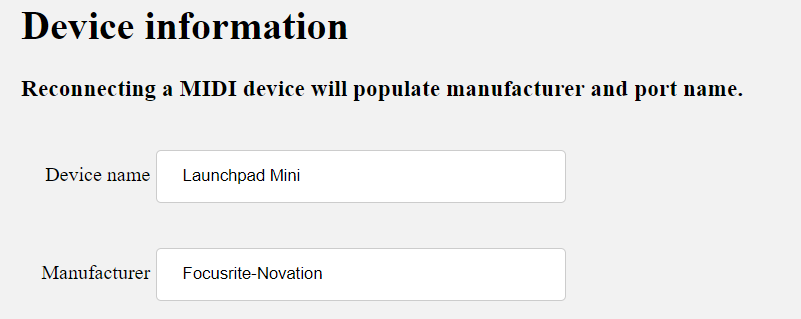 Device information
Reconnecting a MIDI device will populate manufacturer and port name.
Device name Launchpad Mini
Manufacturer Focusrite-Novation